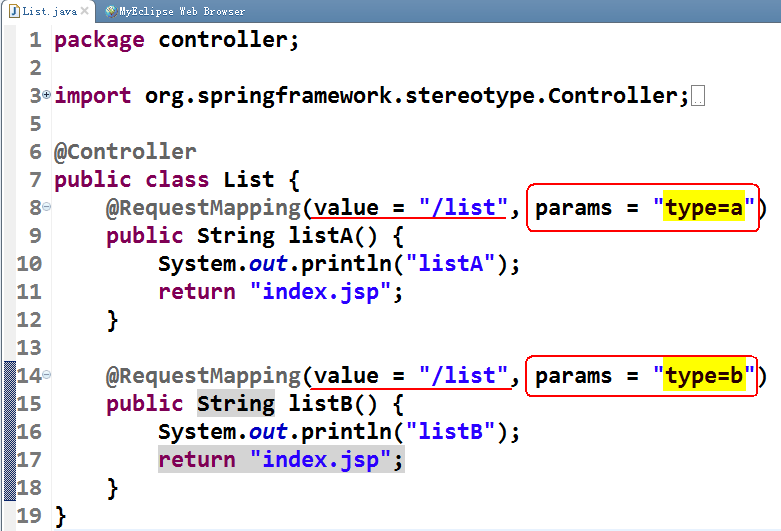 List.java MyEclipse Web Browser
1 package controller;
2
3 import org.springframework.stereotype.Controller;
5
6 @Controller
7 public class List {
8 @RequestMapping(value = "/list", params = "type=a")
9 public String listA() {
10 System.out.println("listA");
11 return "index.jsp";
12 }
13
14 @RequestMapping(value = "/list", params = "type=b")
15 public String listB() {
16 System.out.println("listB");
17 return "index.jsp";
18 }
19 }